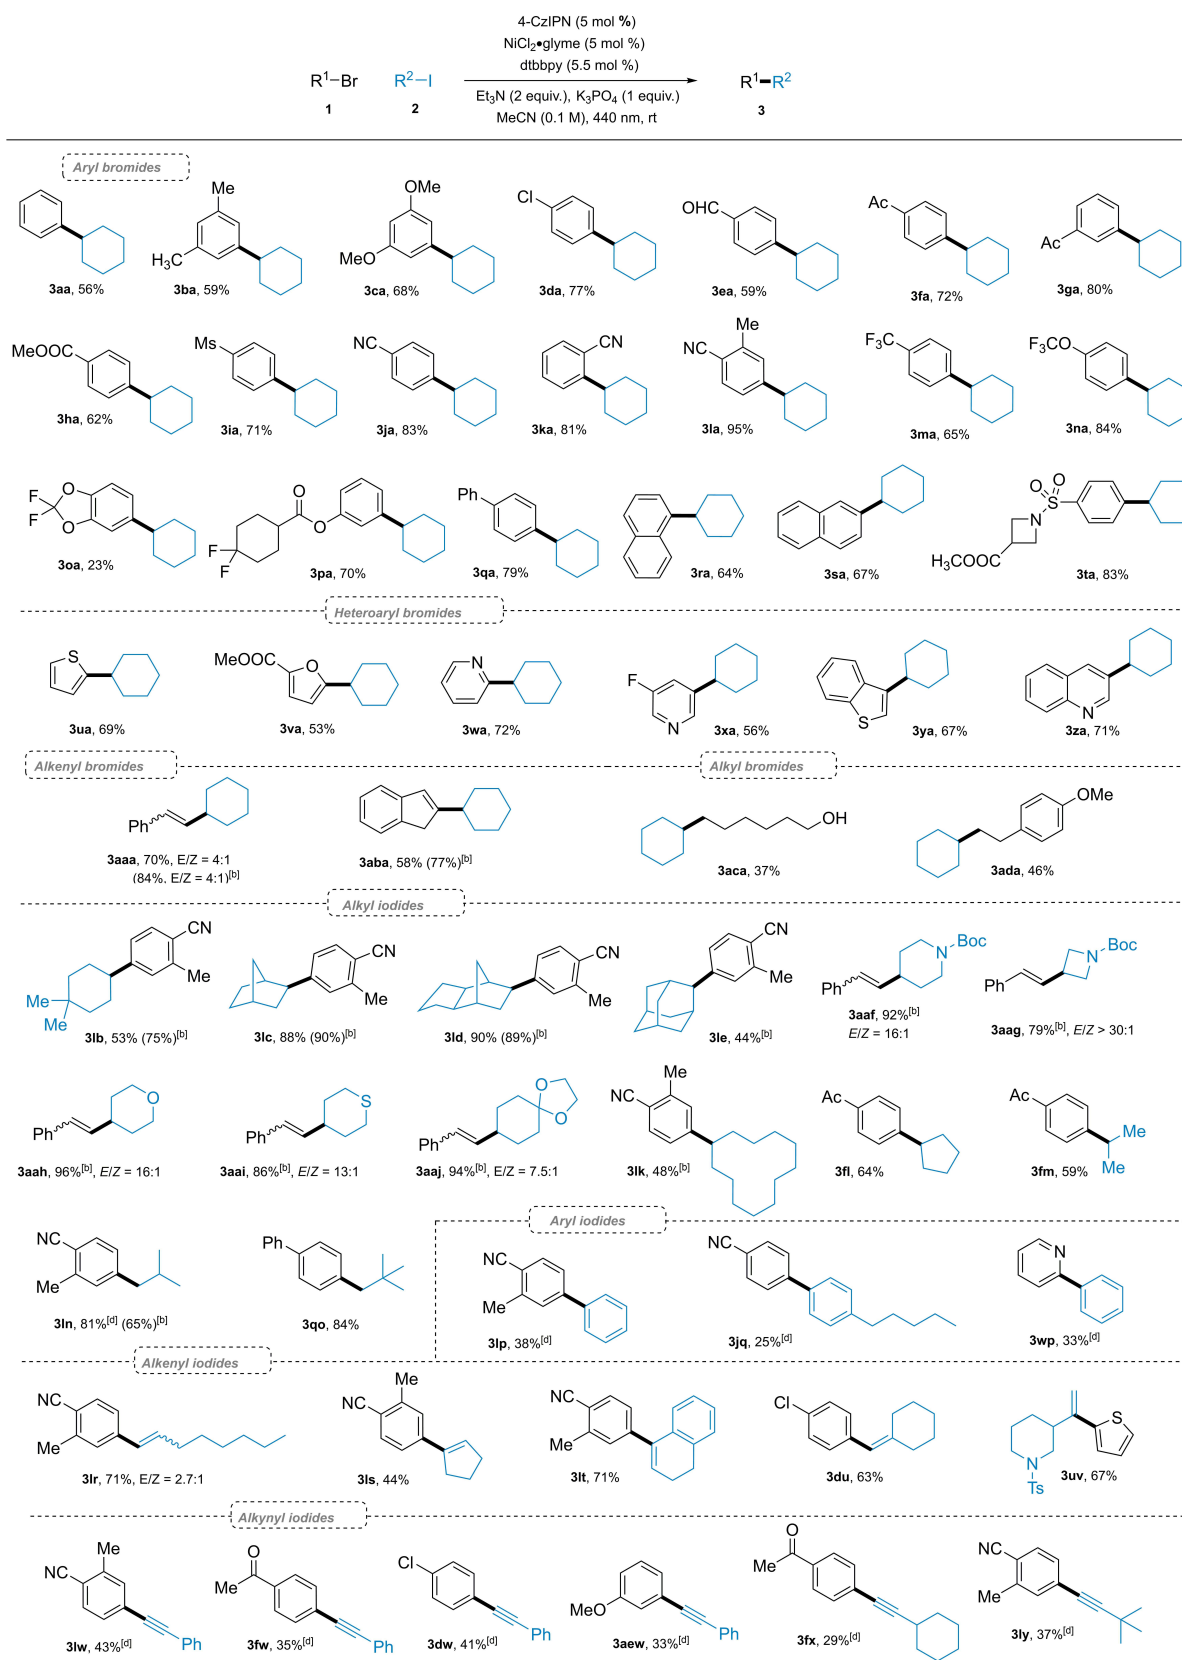 4-CzIPN (5 mol %)
NiCl₂•glyme (5 mol %)
dtbbpy (5.5 mol %)
R¹–Br R²–I R¹–R²
1 2 3
Et₃N (2 equiv.), K₃PO₄ (1 equiv.)
MeCN (0.1 M), 440 nm, rt
Aryl bromides
Me OMe Cl OHC Ac Ac
H₃C OMe
3aa, 56% 3ba, 59% 3ca, 68% 3da, 77% 3ea, 59% 3fa, 72% 3ga, 80%
MeOOC Ms NC CN NC Me F₃C F₃CO
3ha, 62% 3ia, 71% 3ja, 83% 3ka, 81% 3la, 95% 3ma, 65% 3na, 84%
F F O O O O F F Ph O O S N H₃COOC
3oa, 23% 3pa, 70% 3qa, 79% 3ra, 64% 3sa, 67% 3ta, 83%
Heteroaryl bromides
S MeOOC O N F N S N
3ua, 69% 3va, 53% 3wa, 72% 3xa, 56% 3ya, 67% 3za, 71%
Alkenyl bromides Alkyl bromides
Ph OH OMe
3aaa, 70%, E/Z = 4:1 3aba, 58% (77%)[b] 3aca, 37% 3ada, 46%
(84%, E/Z = 4:1)[b]
Alkyl iodides
CN Me Me Me CN Me CN Me CN Me Ph N Boc Ph N Boc
3lb, 53% (75%)[b] 3lc, 88% (90%)[b] 3ld, 90% (89%)[b] 3le, 44%[b] 3aaf, 92%[b] 3aag, 79%[b], E/Z > 30:1
E/Z = 16:1
Ph O Ph S Ph O O NC Me Ac Ac Me Me
3aah, 96%[b], E/Z = 16:1 3aai, 86%[b], E/Z = 13:1 3aaj, 94%[b], E/Z = 7.5:1 3lk, 48%[b] 3fl, 64% 3fm, 59%
Aryl iodides
NC Me Ph NC Me NC N
3ln, 81%[d] (65%)[b] 3qo, 84% 3lp, 38%[d] 3jq, 25%[d] 3wp, 33%[d]
Alkenyl iodides
NC Me NC Me NC Me Cl N Ts S
3lr, 71%, E/Z = 2.7:1 3ls, 44% 3lt, 71% 3du, 63% 3uv, 67%
Alkynyl iodides
NC Me Ph O Me Ph Cl Ph MeO Ph O Me NC Me
3lw, 43%[d] 3fw, 35%[d] 3dw, 41%[d] 3aew, 33%[d] 3fx, 29%[d] 3ly, 37%[d]